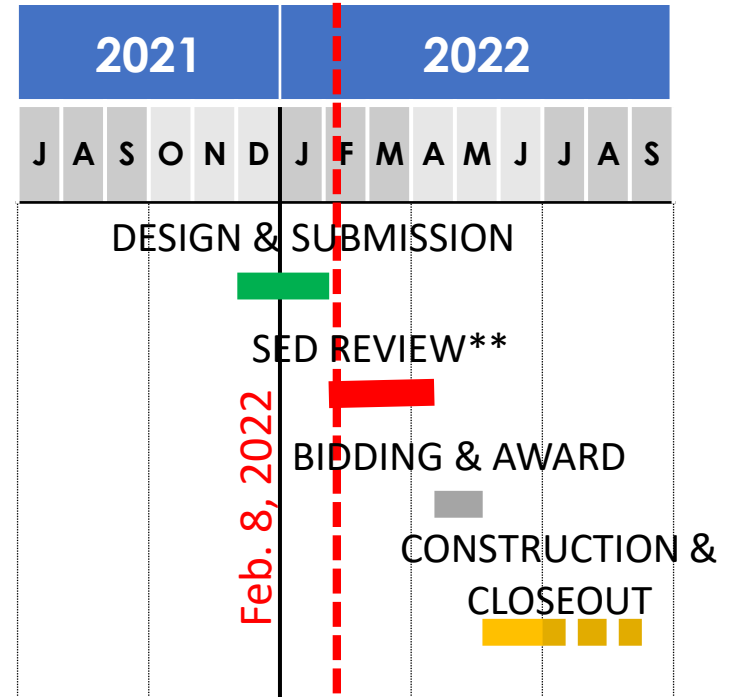 2021 2022
J A S O N D J F M A M J J A S
DESIGN & SUBMISSION
SED REVIEW**
Feb. 8, 2022
BIDDING & AWARD
CONSTRUCTION &
CLOSEOUT